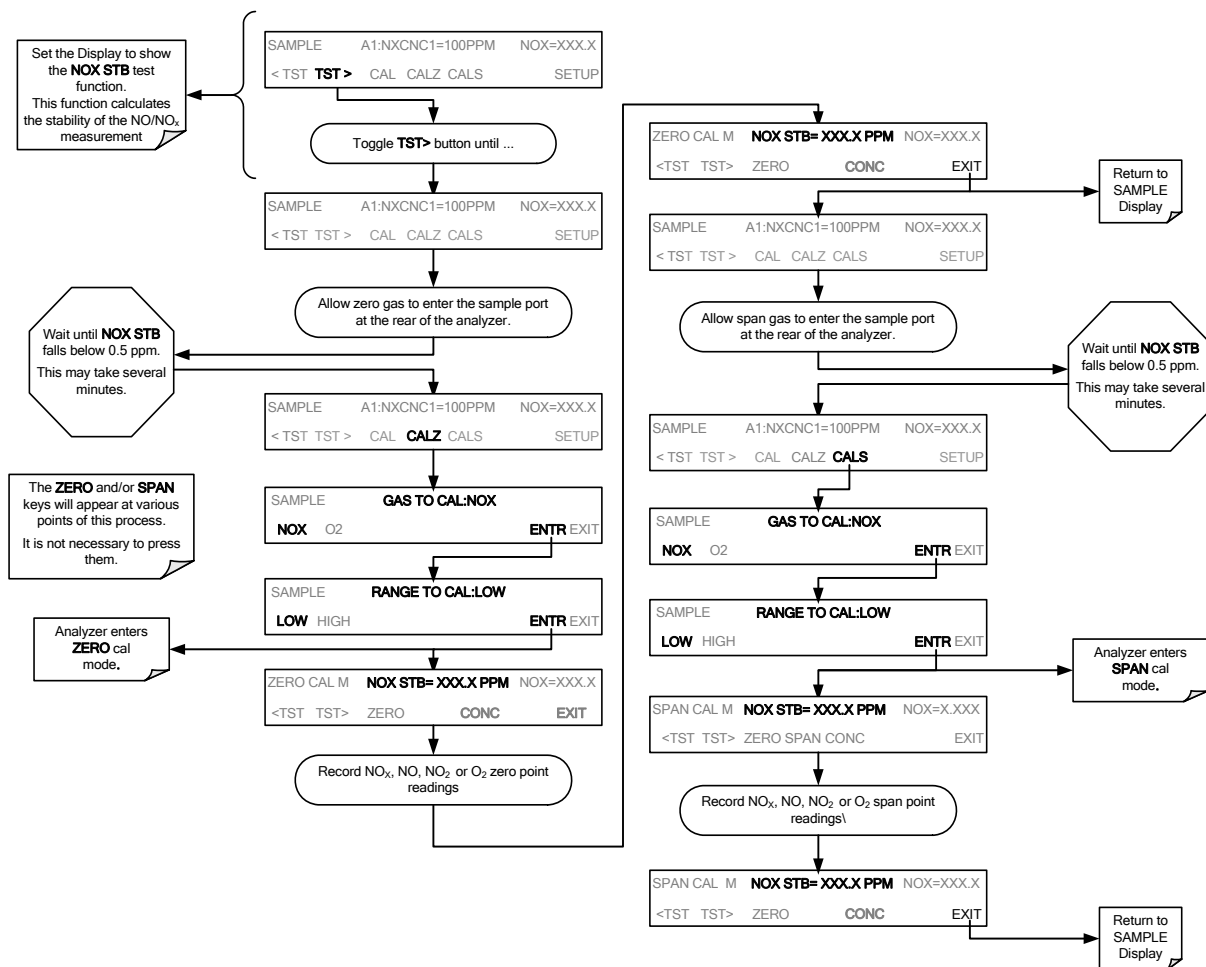 Set the Display to show
the NOX STB test
function.
This function calculates
the stability of the NO/NOx
measurement
SAMPLE A1:NXCNC1=100PPM NOX=XXX.X
< TST TST > CAL CALZ CALS SETUP
Toggle TST> button until ...
SAMPLE A1:NXCNC1=100PPM NOX=XXX.X
< TST TST > CAL CALZ CALS SETUP
Allow zero gas to enter the sample port
at the rear of the analyzer.
Wait until NOX STB
falls below 0.5 ppm.
This may take several
minutes.
SAMPLE A1:NXCNC1=100PPM NOX=XXX.X
< TST TST > CAL CALZ CALS SETUP
The ZERO and/or SPAN
keys will appear at various
points of this process.
It is not necessary to press
them.
SAMPLE GAS TO CAL:NOX
NOX O2 ENTR EXIT
SAMPLE RANGE TO CAL:LOW
LOW HIGH ENTR EXIT
Analyzer enters
ZERO cal
mode.
ZERO CAL M NOX STB= XXX.X PPM NOX=XXX.X
<TST TST> ZERO CONC EXIT
Record NOX, NO, NO2 or O2 zero point
readings
ZERO CAL M NOX STB= XXX.X PPM NOX=XXX.X
<TST TST> ZERO CONC EXIT
Return to
SAMPLE
Display
SAMPLE A1:NXCNC1=100PPM NOX=XXX.X
< TST TST > CAL CALZ CALS SETUP
Allow span gas to enter the sample port
at the rear of the analyzer.
Wait until NOX STB
falls below 0.5 ppm.
This may take several
minutes.
SAMPLE A1:NXCNC1=100PPM NOX=XXX.X
< TST TST > CAL CALZ CALS SETUP
SAMPLE GAS TO CAL:NOX
NOX O2 ENTR EXIT
SAMPLE RANGE TO CAL:LOW
LOW HIGH ENTR EXIT
Analyzer enters
SPAN cal
mode.
SPAN CAL M NOX STB= XXX.X PPM NOX=X.XXX
<TST TST> ZERO SPAN CONC EXIT
Record NOX, NO, NO2 or O2 span point
readings\
SPAN CAL M NOX STB= XXX.X PPM NOX=XXX.X
<TST TST> ZERO CONC EXIT
Return to
SAMPLE
Display